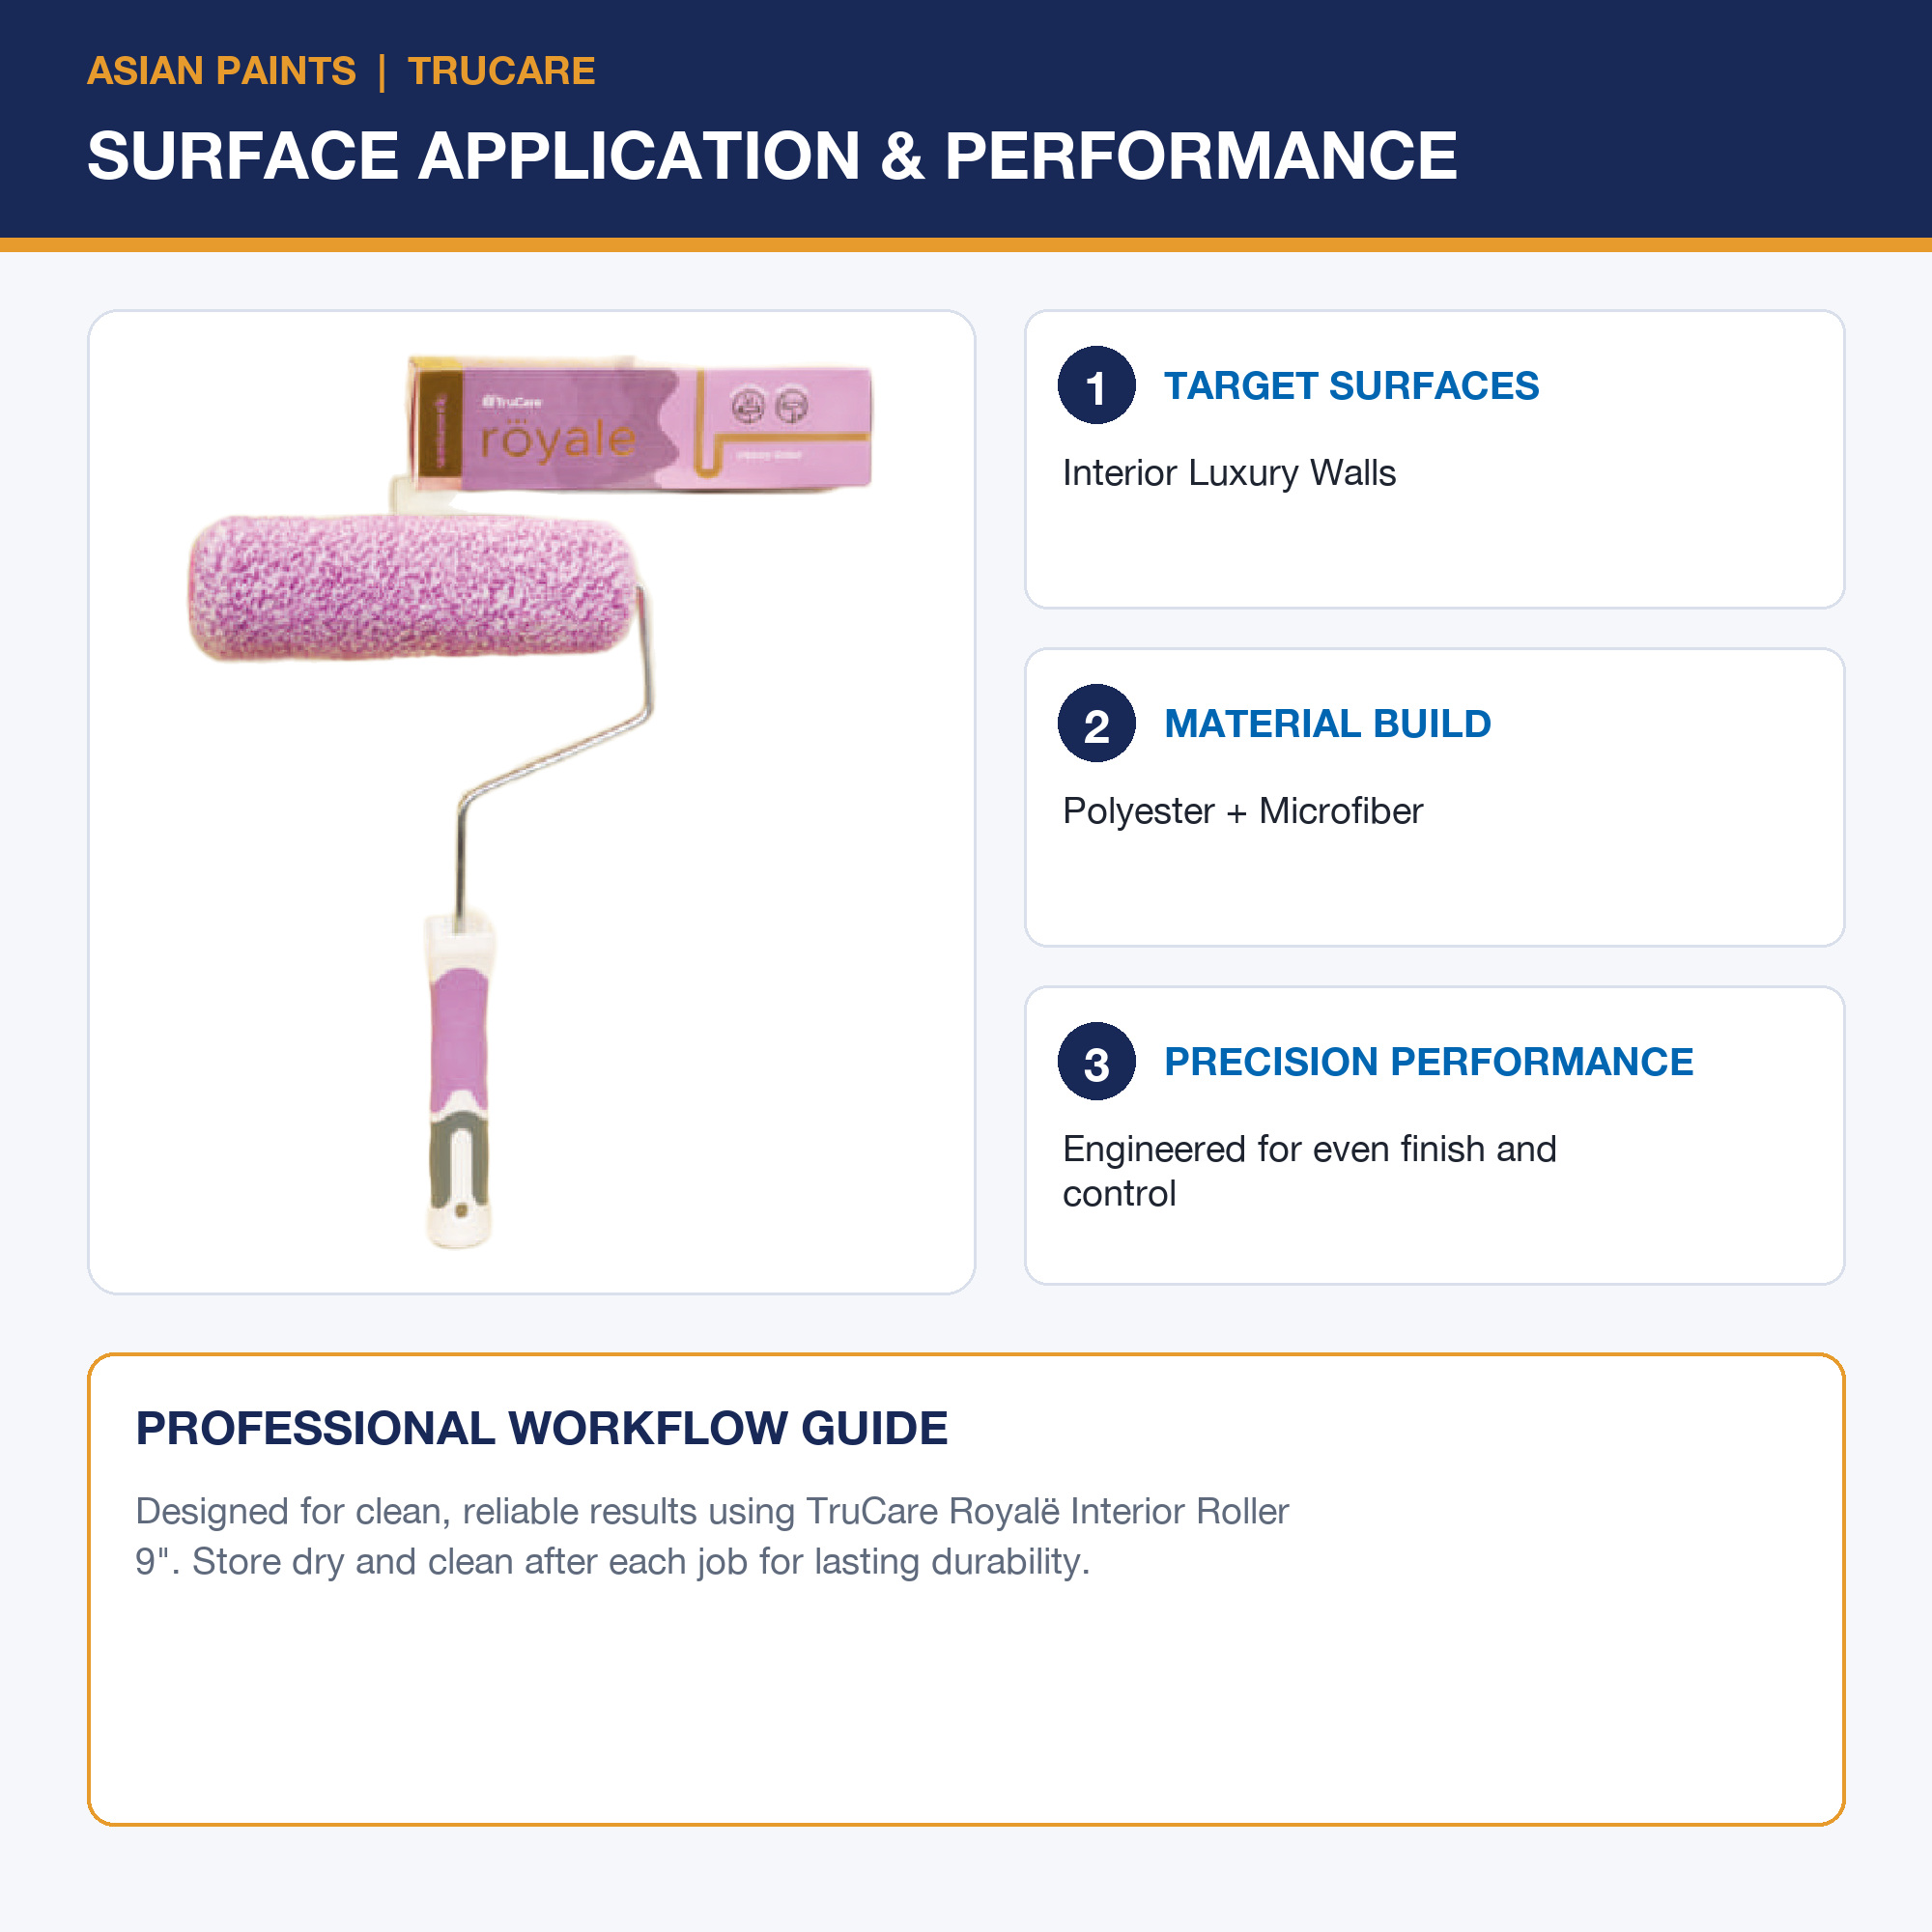 ASIAN PAINTS | TRUCARE
SURFACE APPLICATION & PERFORMANCE
TruCare
röyale
1 TARGET SURFACES
Interior Luxury Walls
2 MATERIAL BUILD
Polyester + Microfiber
3 PRECISION PERFORMANCE
Engineered for even finish and
control
PROFESSIONAL WORKFLOW GUIDE
Designed for clean, reliable results using TruCare Royalë Interior Roller
9". Store dry and clean after each job for lasting durability.